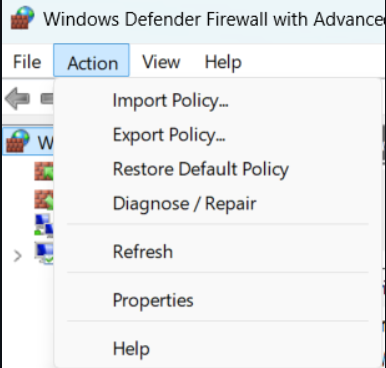 Windows Defender Firewall with Advance
File Action View Help
Import Policy...
Export Policy...
Restore Default Policy
Diagnose / Repair
Refresh
Properties
Help